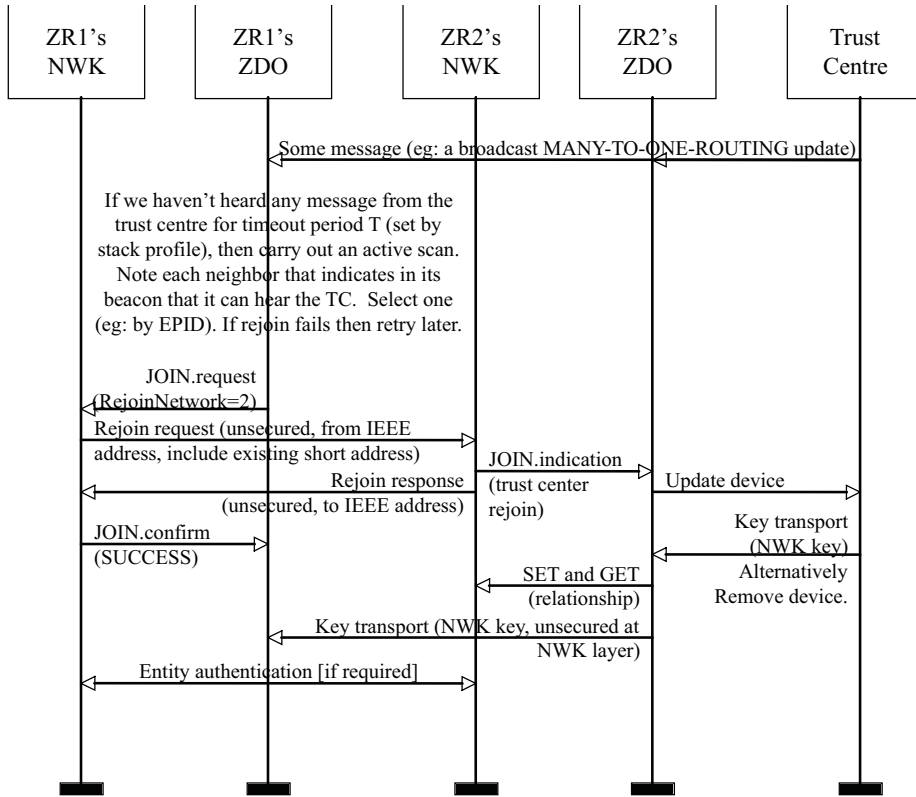 ZR1's
NWK
ZR1's
ZDO
ZR2's
NWK
ZR2's
ZDO
Trust
Centre
Some message (eg: a broadcast MANY-TO-ONE-ROUTING update)
If we haven't heard any message from the
trust centre for timeout period T (set by
stack profile), then carry out an active scan.
Note each neighbor that indicates in its
beacon that it can hear the TC.  Select one
(eg: by EPID). If rejoin fails then retry later.
JOIN.request
(RejoinNetwork=2)
Rejoin request (unsecured, from IEEE
address, include existing short address)
JOIN.indication
(trust center
rejoin)
Rejoin response
(unsecured, to IEEE address)
Update device
JOIN.confirm
(SUCCESS)
Key transport
(NWK key)
Alternatively
Remove device.
SET and GET
(relationship)
Key transport (NWK key, unsecured at
NWK layer)
Entity authentication [if required]